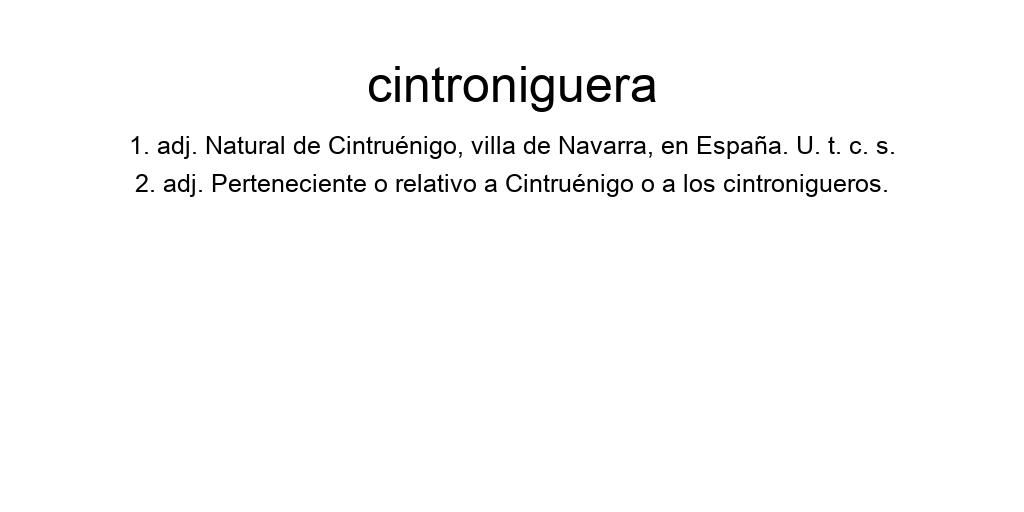 cintroniguera
1. adj. Natural de Cintruénigo, villa de Navarra, en España. U. t. c. s.
2. adj. Perteneciente o relativo a Cintruénigo o a los cintronigueros.